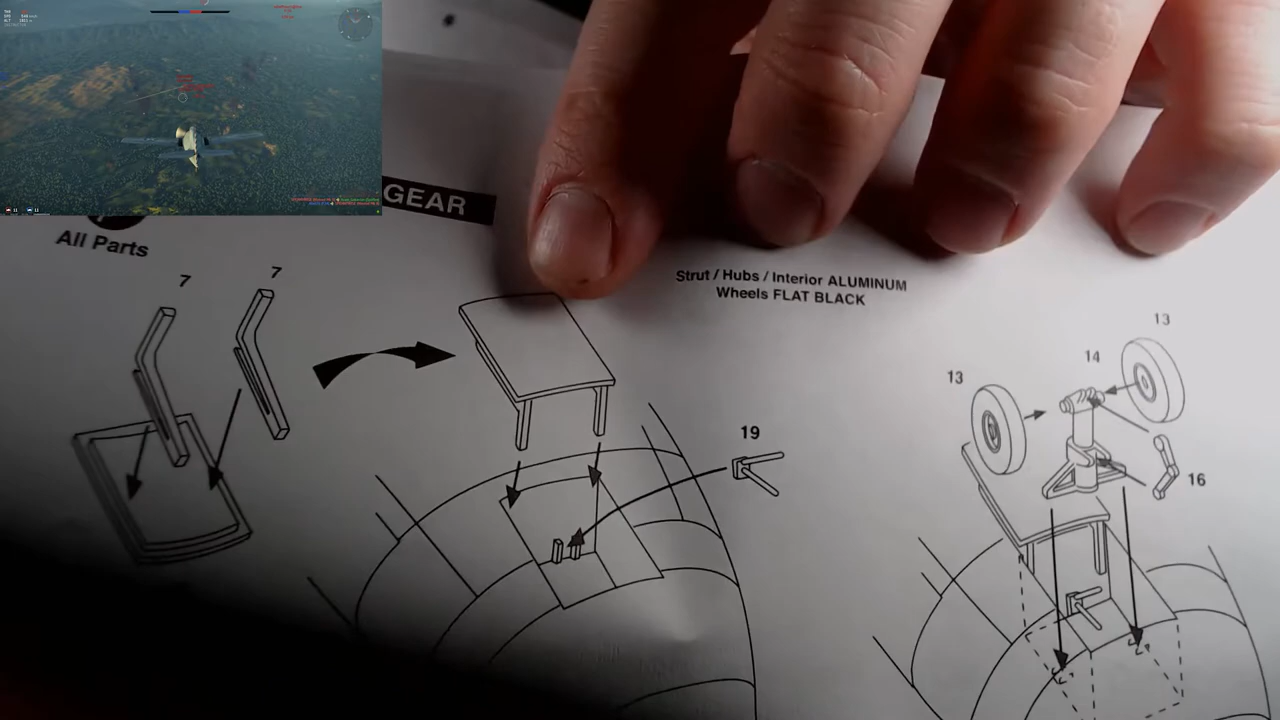 GEAR
All Parts
7
7
Strut / Hubs / Interior ALUMINUM
Wheels FLAT BLACK
13
14
13
19
16